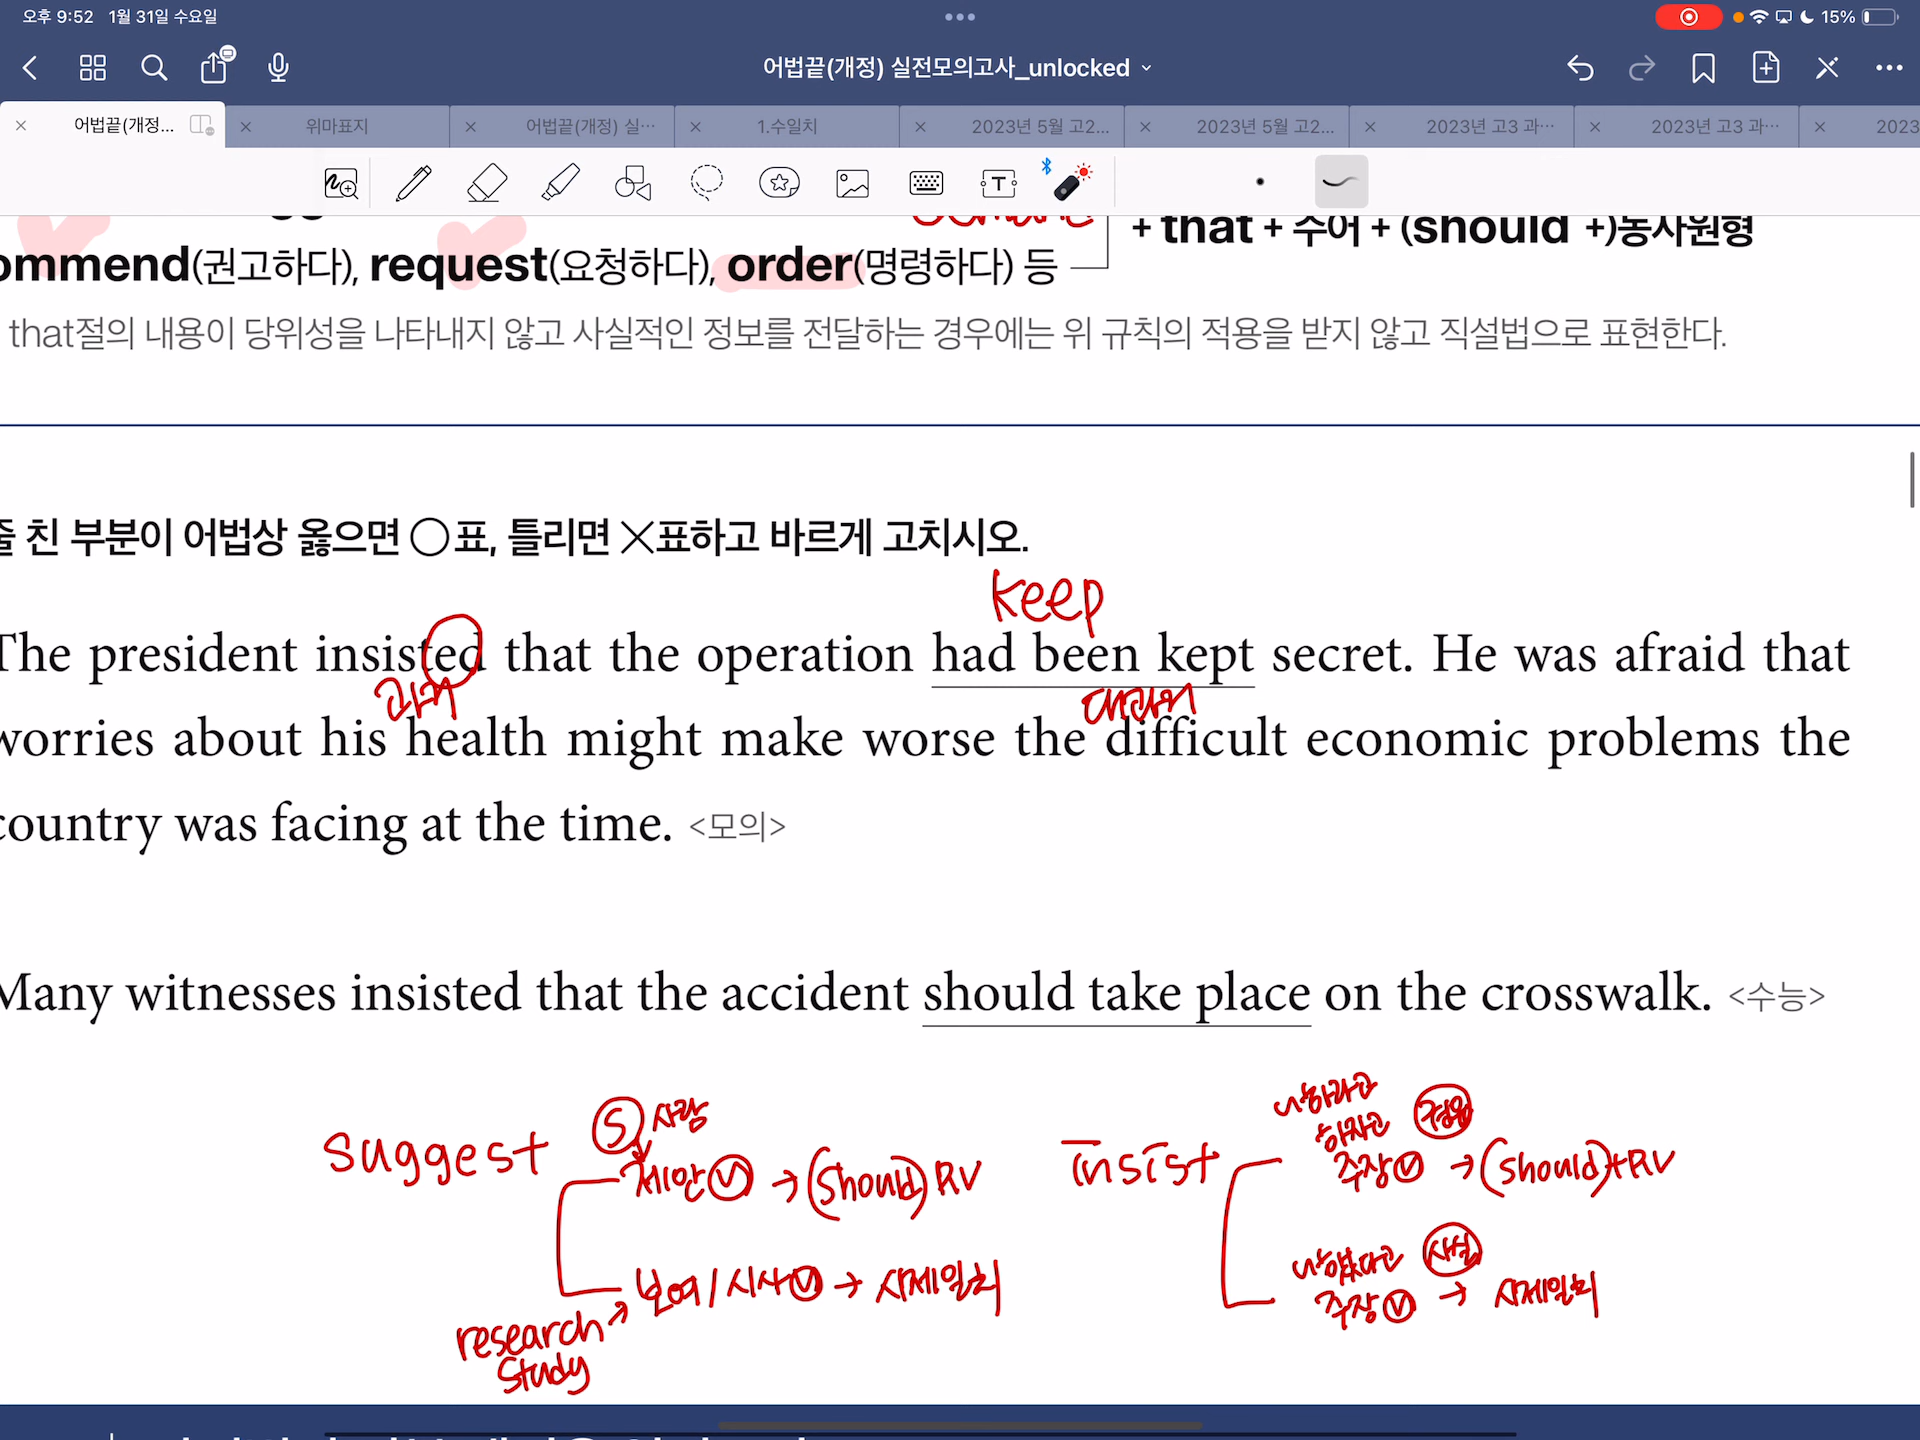 오후 9:52 1월 31일 수요일
15%
어법끝(개정) 실전모의고사_unlocked
어법끝(개정...
위마표지
어법끝(개정) 실...
1.수일치
2023년 5월 고2...
2023년 5월 고2...
2023년 고3 과...
2023년 고3 과...
2023
+ that + 주어 + (should +)동사원형
ommend(권고하다), request(요청하다), order(명령하다) 등
that절의 내용이 당위성을 나타내지 않고 사실적인 정보를 전달하는 경우에는 위 규칙의 적용을 받지 않고 직설법으로 표현한다.
줄 친 부분이 어법상 옳으면 ○표, 틀리면 ×표하고 바르게 고치시오.
keep
The president insisted that the operation had been kept secret. He was afraid that
과거
대과거
worries about his health might make worse the difficult economic problems the
country was facing at the time. <모의>
Many witnesses insisted that the accident should take place on the crosswalk. <수능>
suggest
S 사람
제안 V → (should) RV
보여/시사 V → 시제일치
research
study
insist
하자고
주장 V → (should) + RV
사실
주장 V → 시제일치